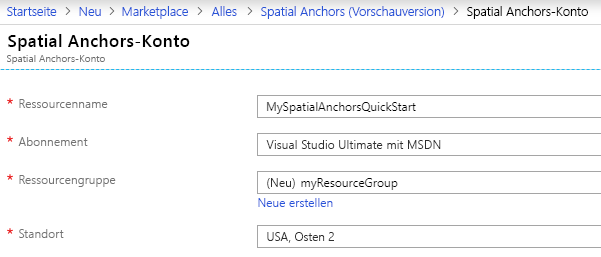 Startseite > Neu > Marketplace > Alles > Spatial Anchors (Vorschauversion) > Spatial Anchors-Konto
Spatial Anchors-Konto
Spatial Anchors-Konto
* Ressourcenname MySpatialAnchorsQuickStart
* Abonnement Visual Studio Ultimate mit MSDN
* Ressourcengruppe (Neu) myResourceGroup
Neue erstellen
* Standort USA, Osten 2